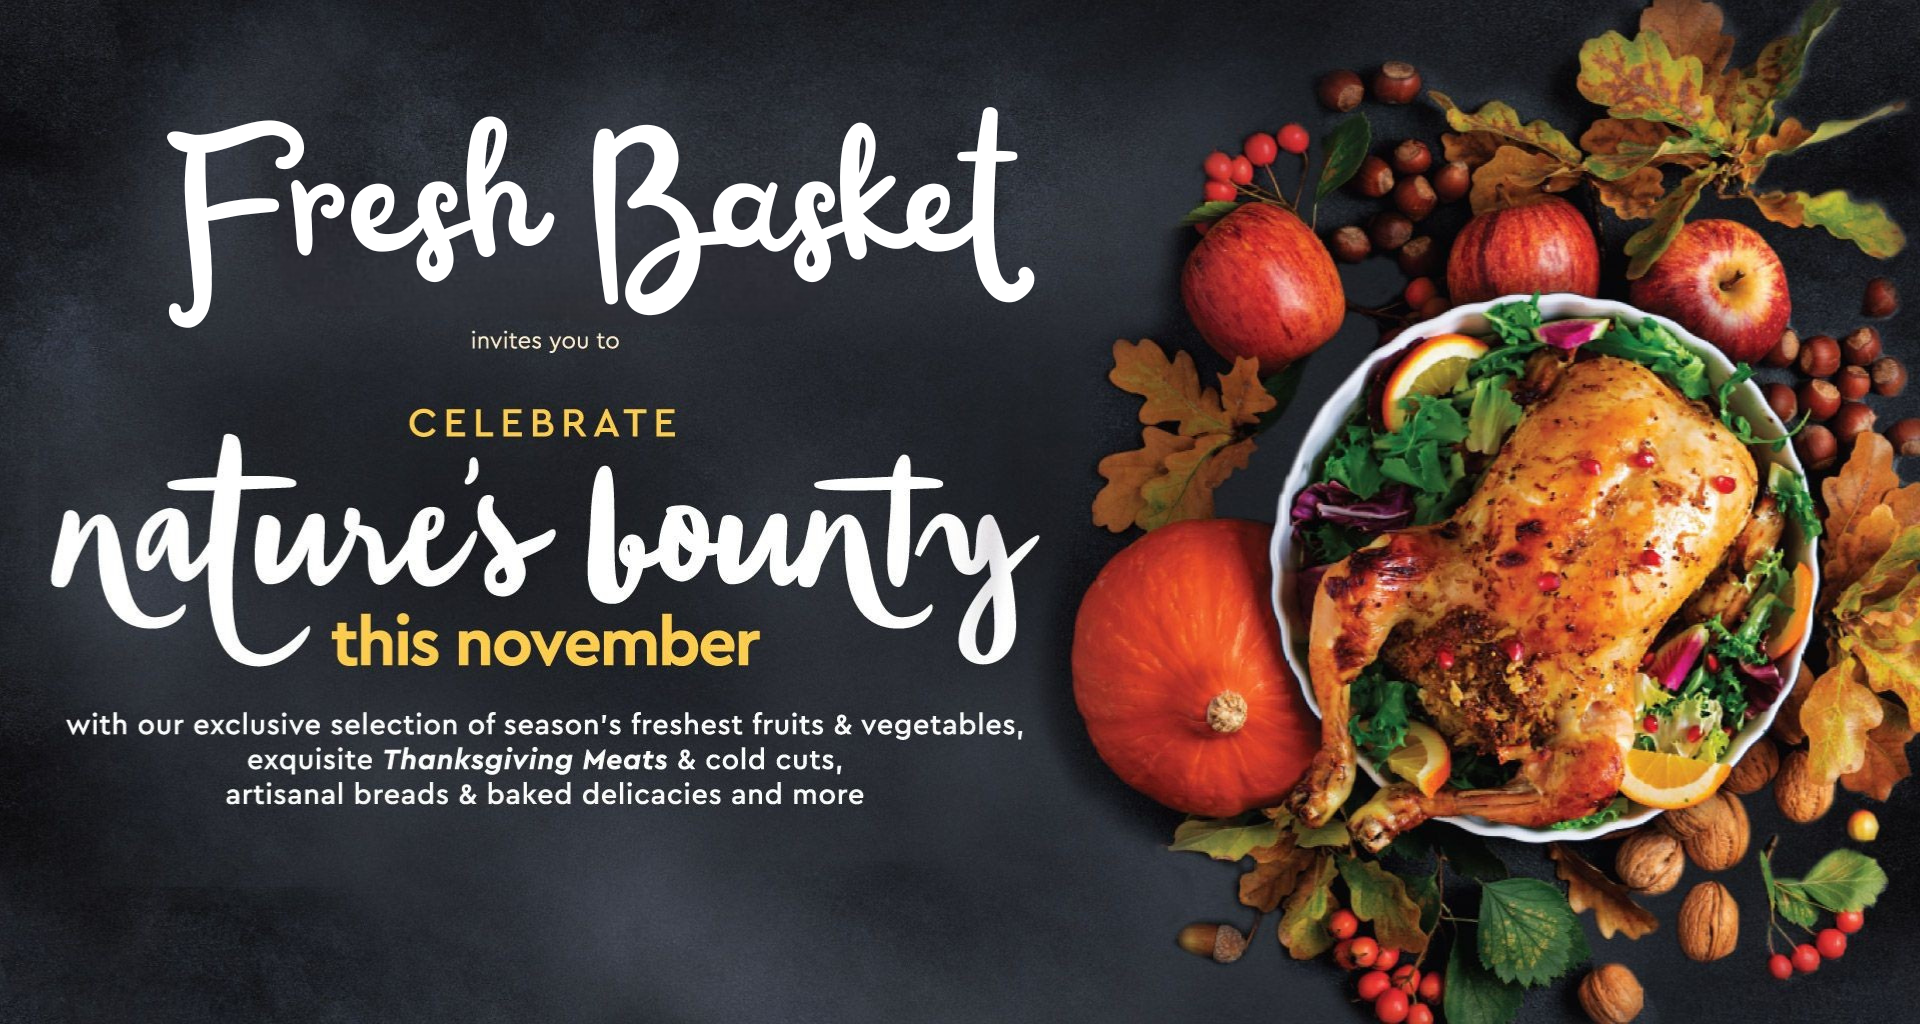 Fresh Basket
invites you to
CELEBRATE
nature's bounty
this november
with our exclusive selection of season's freshest fruits & vegetables,
exquisite Thanksgiving Meats & cold cuts,
artisanal breads & baked delicacies and more